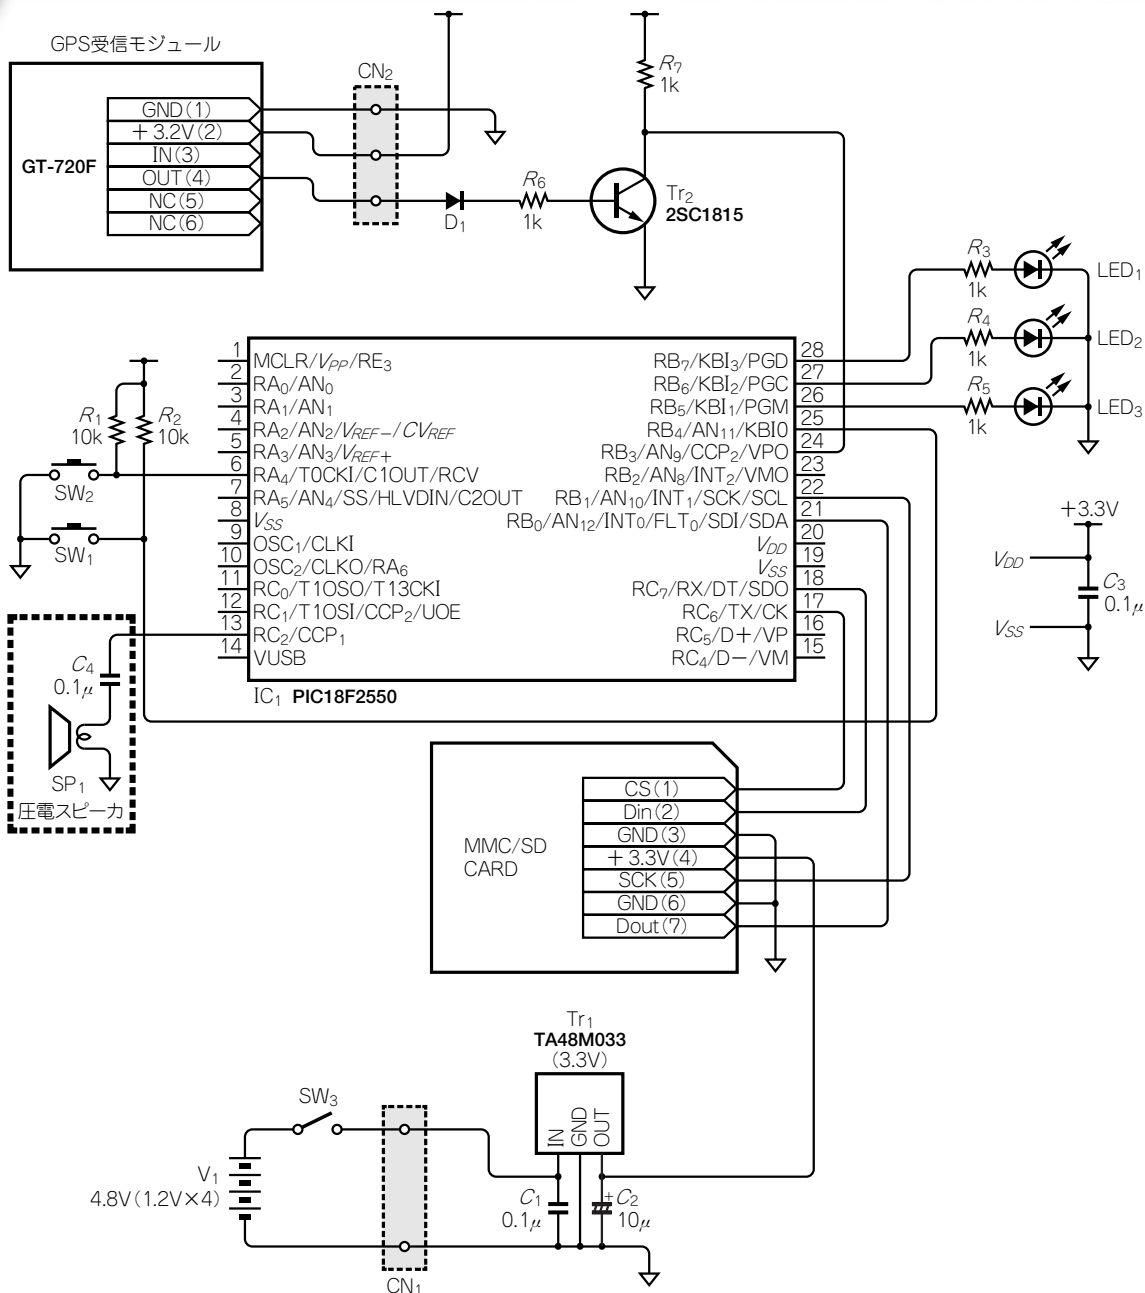 GPS受信モジュール
GT-720F
GND(1)
+3.2V(2)
IN(3)
OUT(4)
NC(5)
NC(6)
CN2
D1
R6
1k
R7
1k
Tr2
2SC1815
R3
1k
LED1
R4
1k
LED2
R5
1k
LED3
R1
10k
R2
10k
SW2
SW1
1
MCLR/VPP/RE3
2
RA0/AN0
3
RA1/AN1
4
RA2/AN2/VREF-/CVREF
5
RA3/AN3/VREF+
6
RA4/T0CKI/C1OUT/RCV
7
RA5/AN4/SS/HLVDIN/C2OUT
8
VSS
9
OSC1/CLKI
10
OSC2/CLKO/RA6
11
RC0/T1OSO/T13CKI
12
RC1/T1OSI/CCP2/UOE
13
RC2/CCP1
14
VUSB
28
RB7/KBI3/PGD
27
RB6/KBI2/PGC
26
RB5/KBI1/PGM
25
RB4/AN11/KBI0
24
RB3/AN9/CCP2/VPO
23
RB2/AN8/INT2/VMO
22
RB1/AN10/INT1/SCK/SCL
21
RB0/AN12/INT0/FLT0/SDI/SDA
20
VDD
19
VSS
18
RC7/RX/DT/SDO
17
RC6/TX/CK
16
RC5/D+/VP
15
RC4/D-/VM
IC1 PIC18F2550
+3.3V
VDD
VSS
C3
0.1μ
C4
0.1μ
SP1
圧電スピーカ
MMC/SD
CARD
CS(1)
Din(2)
GND(3)
+3.3V(4)
SCK(5)
GND(6)
Dout(7)
Tr1
TA48M033
(3.3V)
IN
GND
OUT
SW3
V1
4.8V(1.2V×4)
CN1
C1
0.1μ
+
C2
10μ